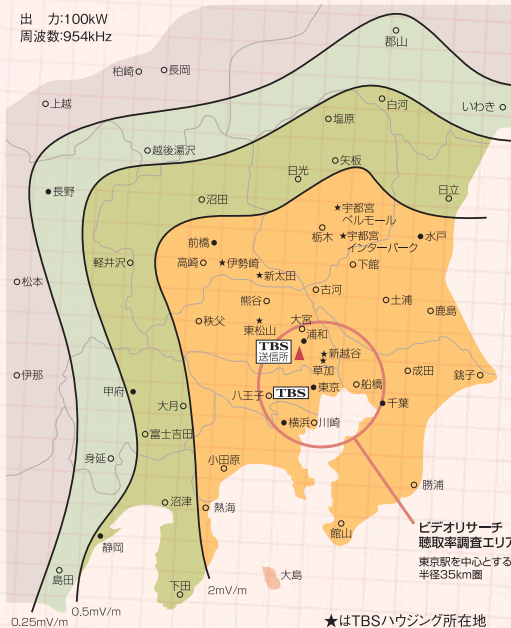 出　力:100kW
周波数:954kHz
郡山
柏崎
長岡
上越
白河
いわき
塩原
越後湯沢
矢板
日光
長野
日立
沼田
★宇都宮
ベルモール
栃木
★宇都宮
インターパーク
水戸
前橋
軽井沢
高崎
★伊勢崎
下館
★新太田
松本
古河
熊谷
土浦
鹿島
秩父
★
東松山
大宮
浦和
TBS
送信所
★新越谷
★
草加
伊那
成田
銚子
船橋
甲府
東京
八王子
TBS
千葉
大月
横浜
川崎
富士吉田
身延
小田原
勝浦
沼津
熱海
館山
ビデオリサーチ
聴取率調査エリア
東京駅を中心とする
半径35km圏
静岡
島田
大島
下田
2mV/m
0.5mV/m
0.25mV/m
★はTBSハウジング所在地